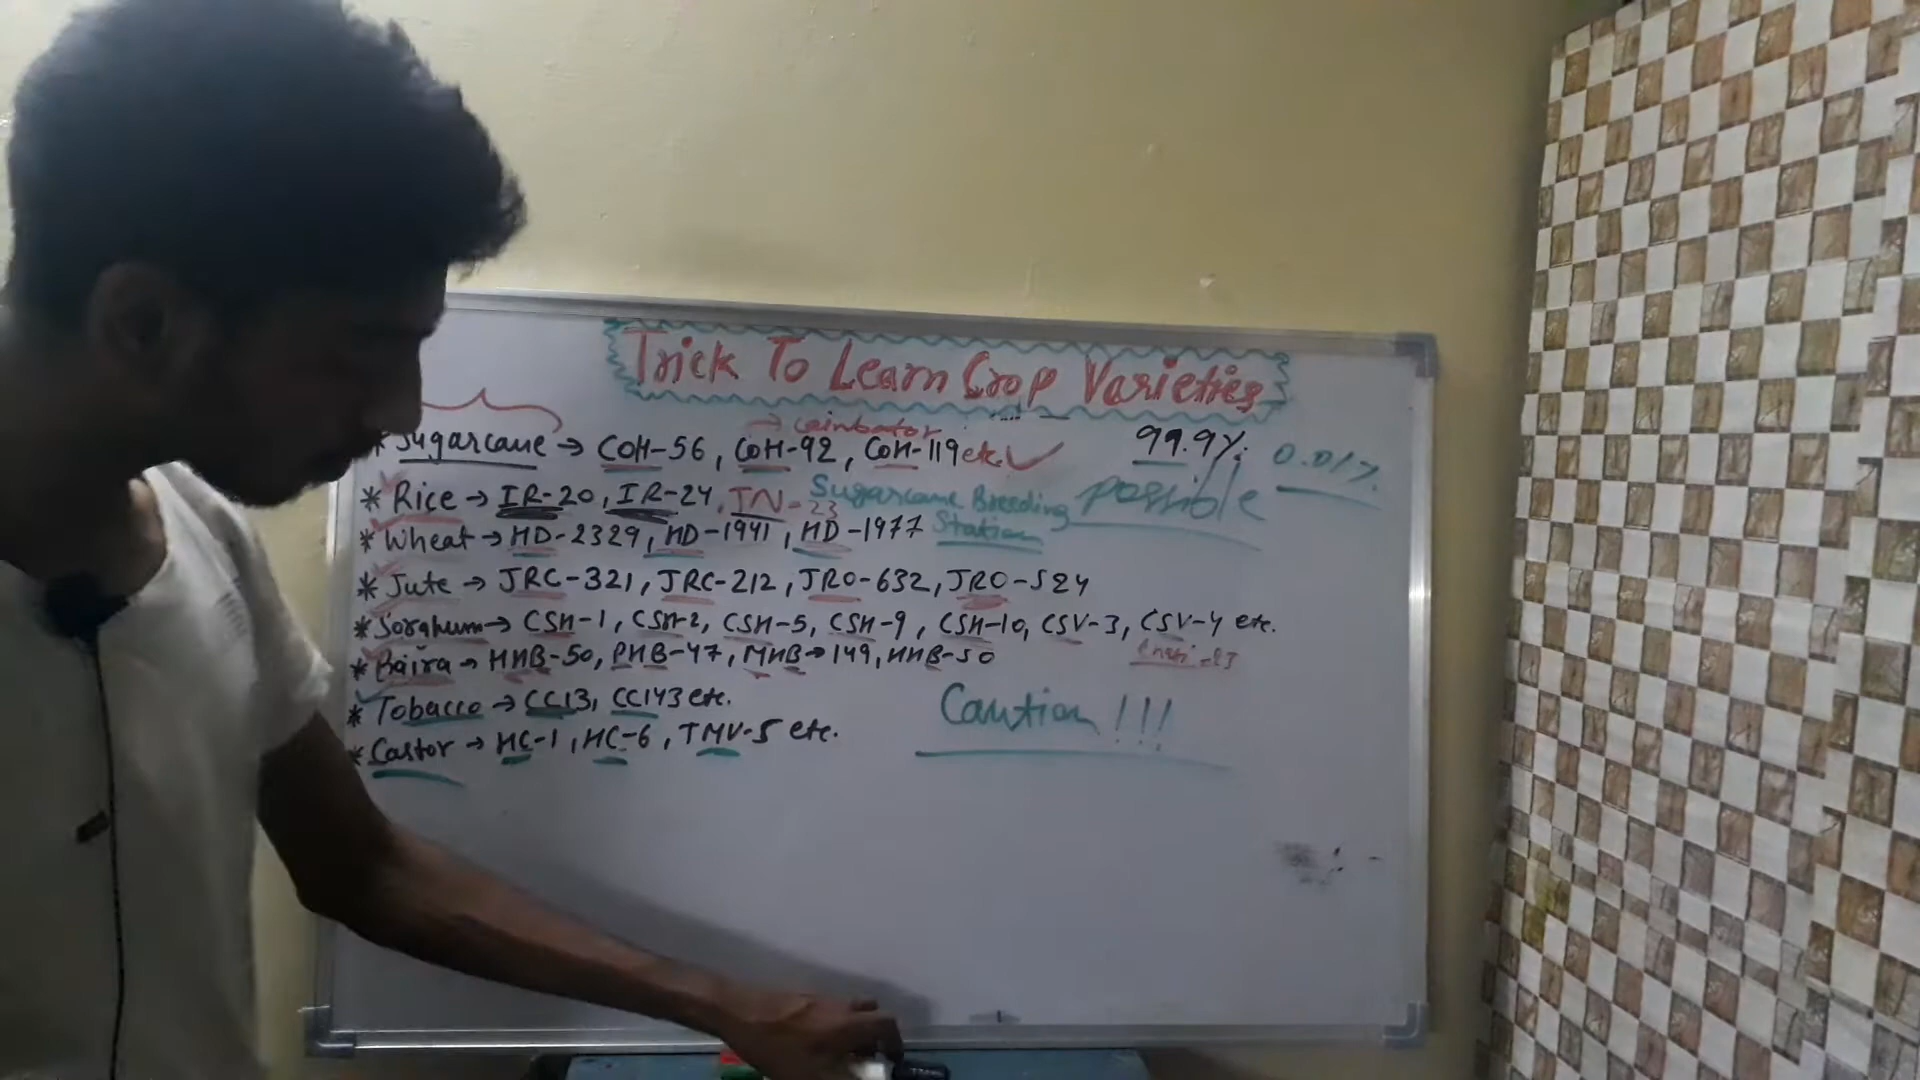 Trick To Learn Crop Varieties
→ coinbator
* Sugarcane → COH-56, COH-92, COH-119 etc. ✓
99.9%
0.01%
* Rice → IR-20, IR-24, TN-23
Sugarcane Breeding Station
possible
* Wheat → HD-2329, HD-1941, HD-1977
* Jute → JRC-321, JRC-212, JRO-632, JRO-524
* Sorghum → CSH-1, CSH-2, CSH-5, CSH-9, CSH-10, CSV-3, CSV-4 etc.
* Bajra → HHB-50, PHB-47, MHB→149, HHB-50
* Tobacco → CC13, CC143 etc.
Caution !!!
* Castor → HC-1, HC-6, TMV-5 etc.